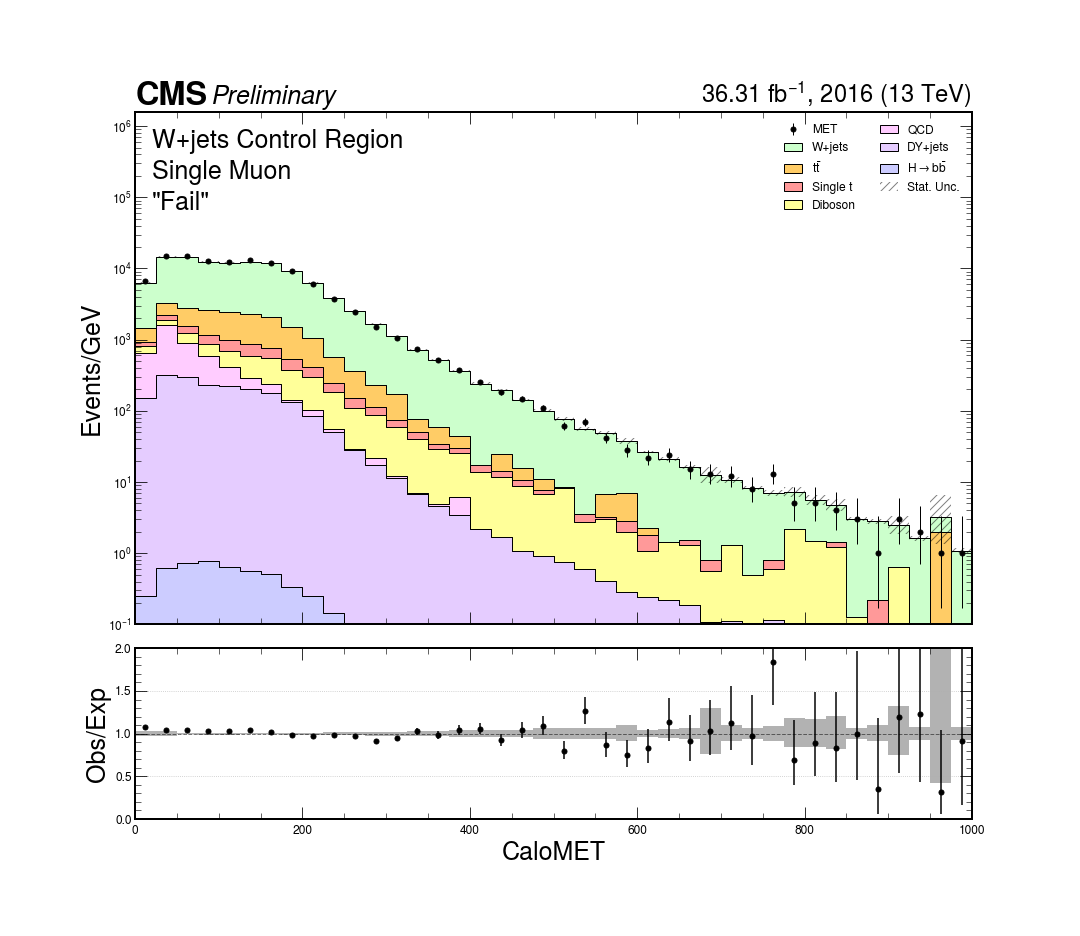 CMS Preliminary
36.31 fb⁻¹, 2016 (13 TeV)
W+jets Control Region
Single Muon
"Fail"
MET
W+jets
tt̄
Single t
Diboson
QCD
DY+jets
H→bb̄
Stat. Unc.
Events/GeV
10⁶
10⁵
10⁴
10³
10²
10¹
10⁰
10⁻¹
Obs/Exp
2.0
1.5
1.0
0.5
0.0
0 200 400 600 800 1000
CaloMET